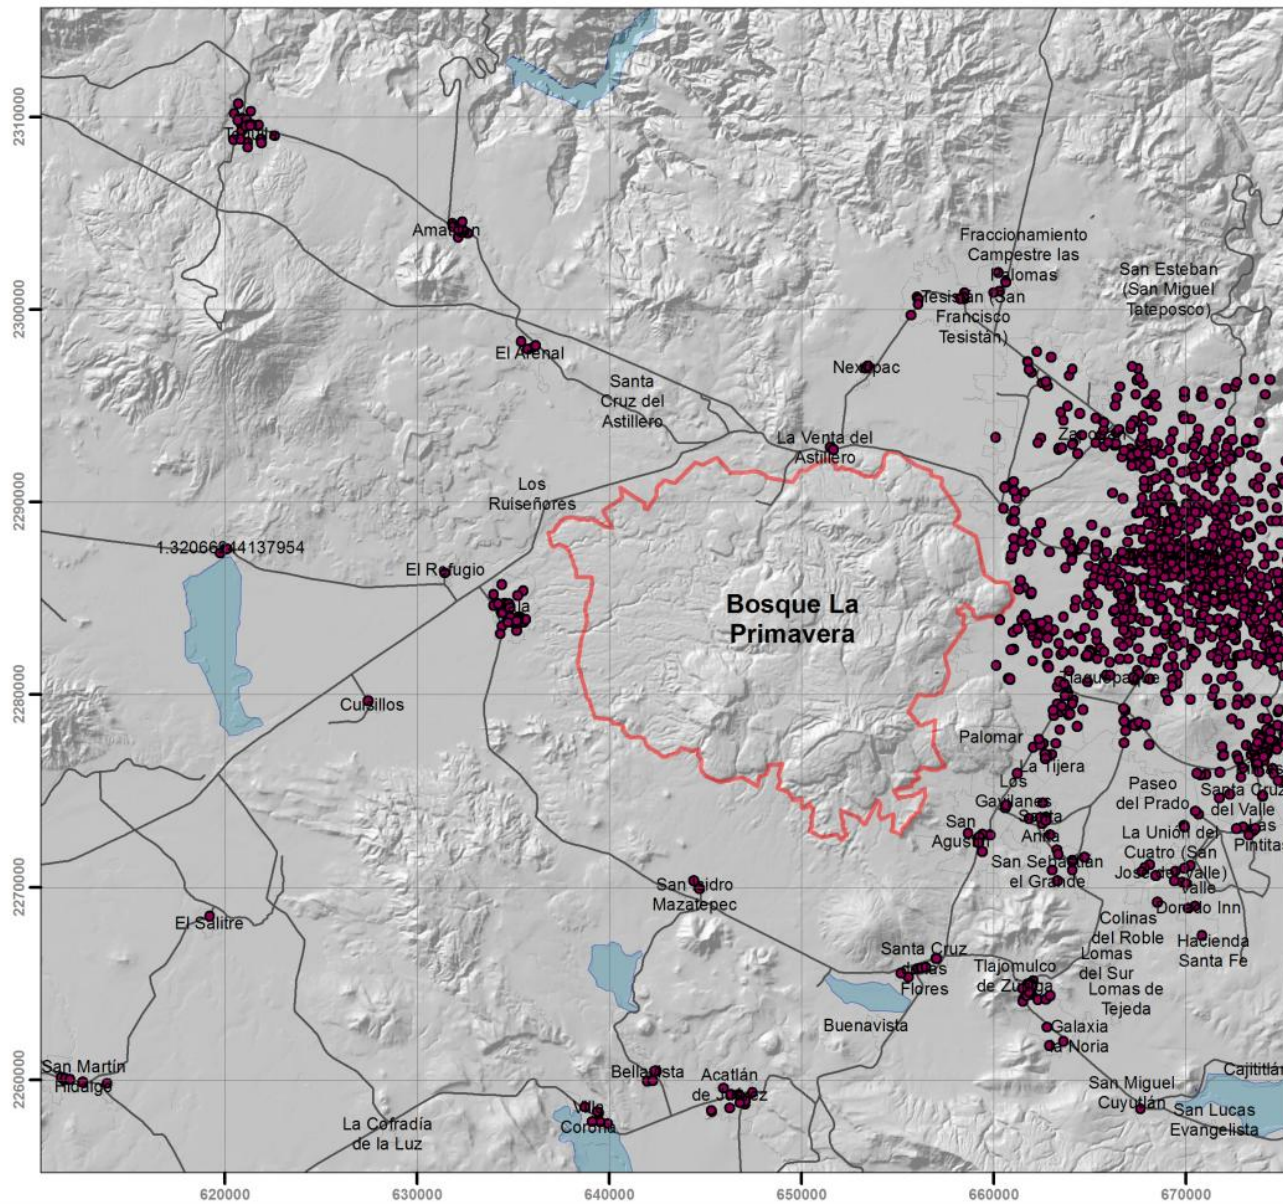 2310000
2300000
2290000
2280000
2270000
2260000
Amatitán
Fraccionamiento
Campestre las
Palomas
San Esteban
(San Miguel
Tateposco)
Tesistán (San
Francisco
Tesistán)
El Arenal
Nextipac
Santa
Cruz del
Astillero
La Venta del
Astillero
Zapopan
Los
Ruiseñores
1.32066244137954
El Refugio
Bosque La
Primavera
Tlaquepaque
Cuisillos
Palomar
La Tijera
Los
Gavilanes
Paseo
del Prado
Santa Cruz
del Valle
San
Agustín
Santa
Anita
La Unión del
Cuatro (San
José del Valle)
Las
Pintitas
San Sebastián
el Grande
Valle
Dorado Inn
San Isidro
Mazatepec
El Salitre
Colinas
del Roble
Hacienda
Santa Fe
Santa Cruz
de las
Flores
Tlajomulco
de Zúñiga
Lomas
del Sur
Lomas de
Tejeda
Buenavista
Galaxia
la Noria
San Martín
Hidalgo
Bellavista
Acatlán
de Juárez
San Miguel
Cuyutlán
Cajititlán
Villa
Corona
La Cofradía
de la Luz
San Lucas
Evangelista
620000
630000
640000
650000
660000
670000